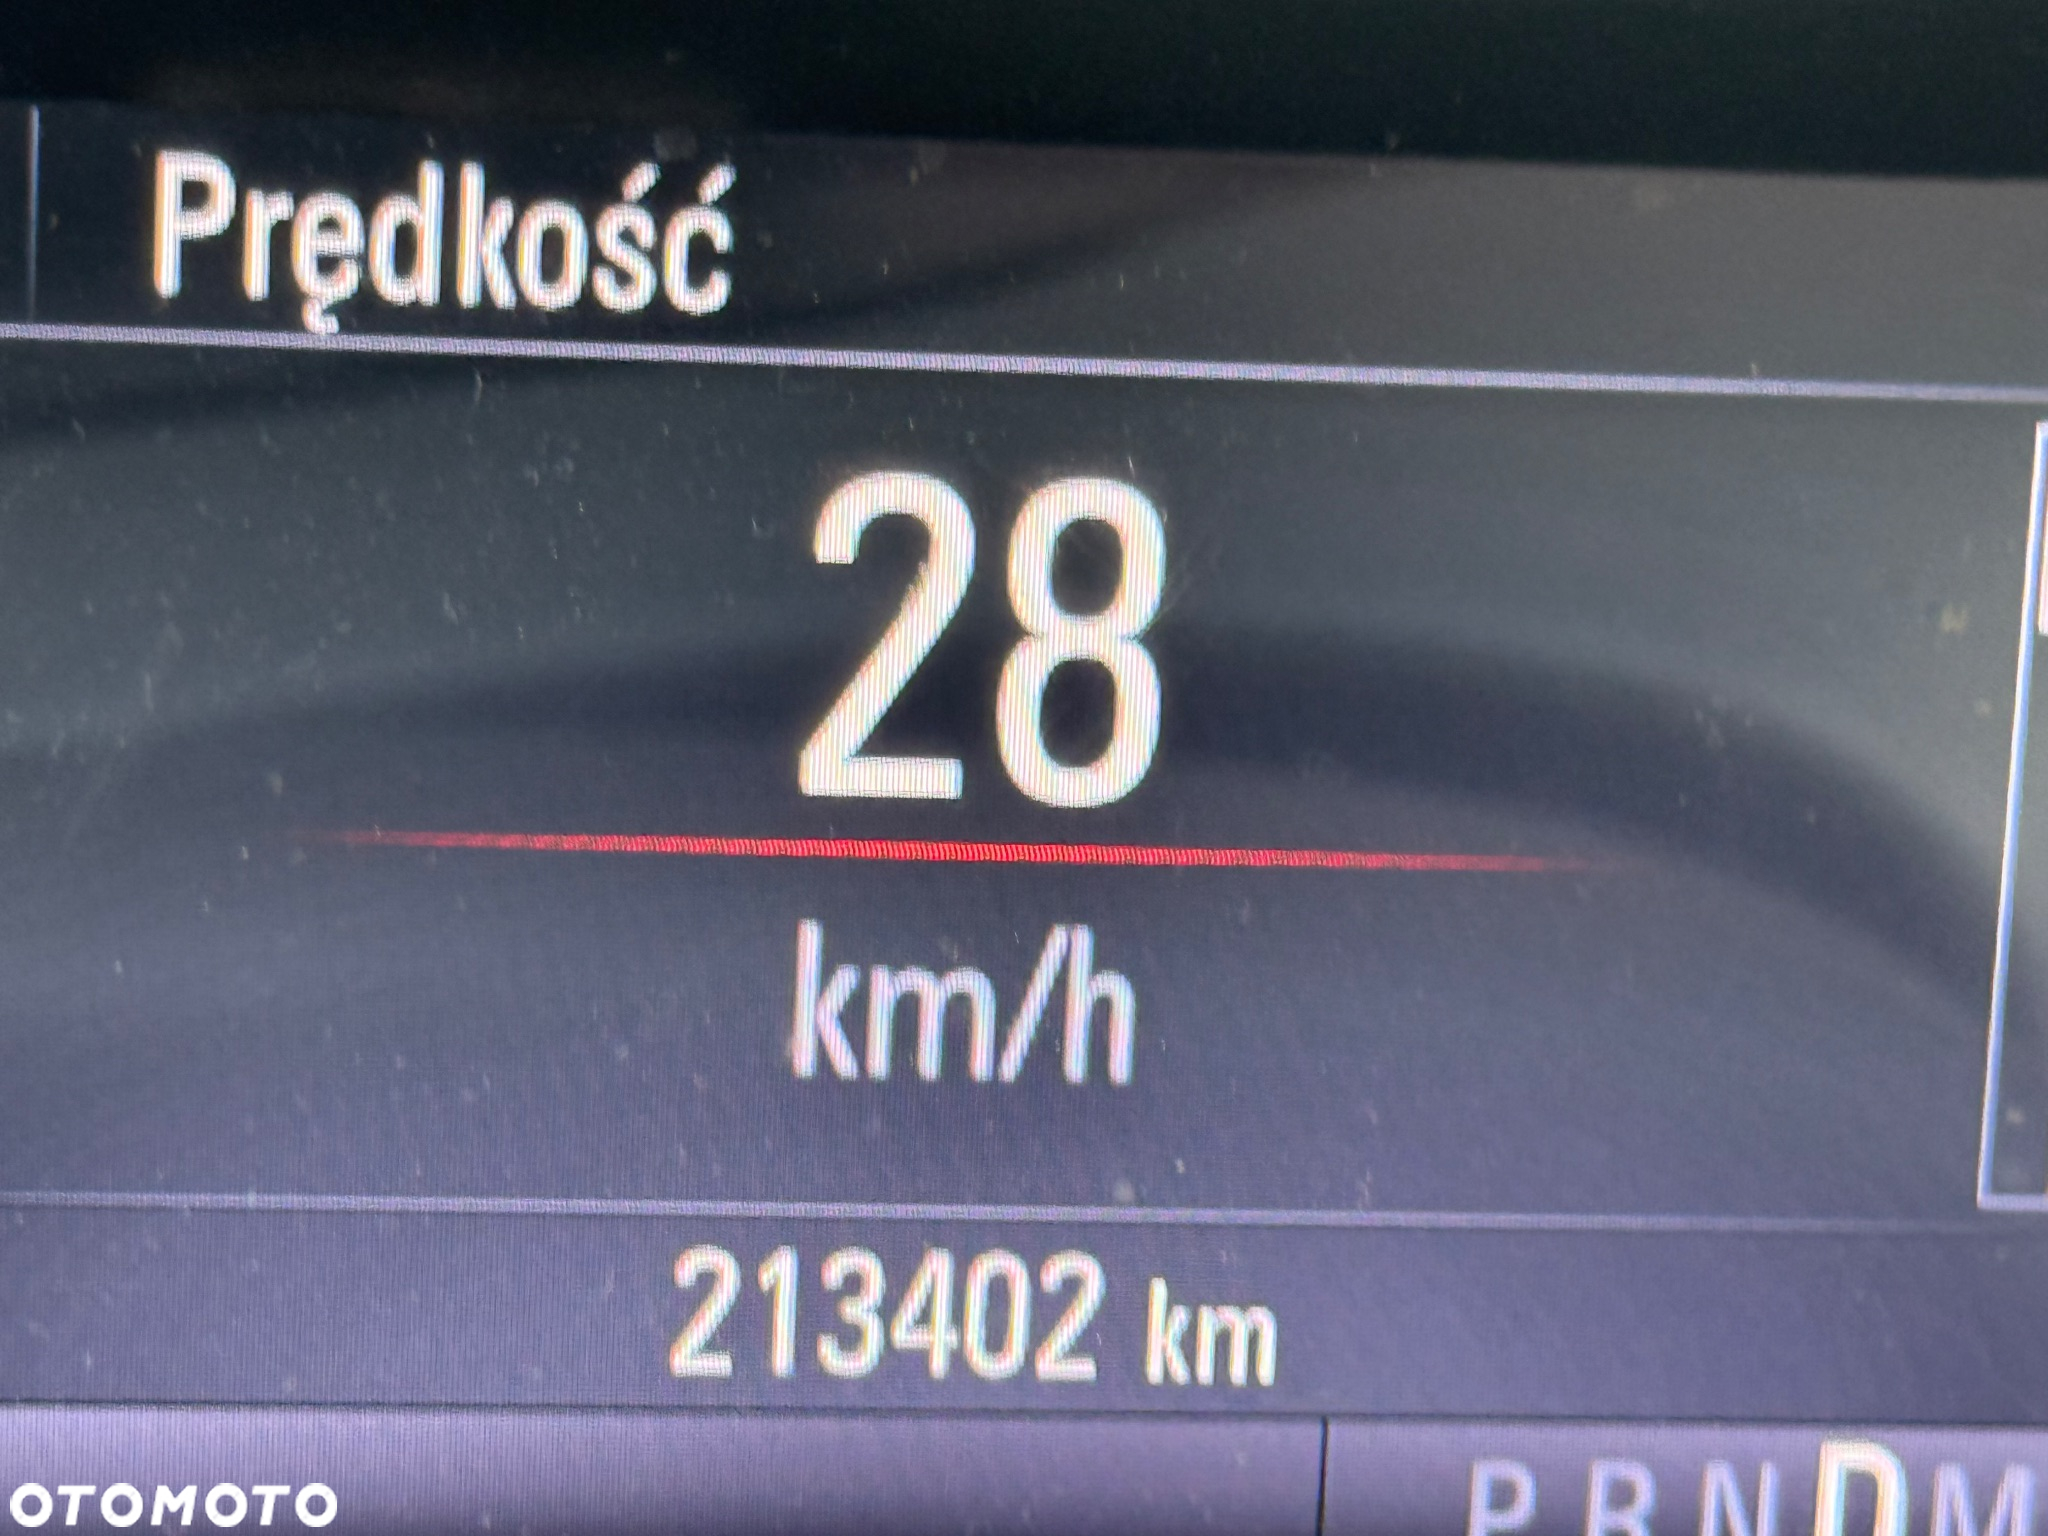 Prędkość
28
km/h
213402 km
P R N D M
OTOMOTO